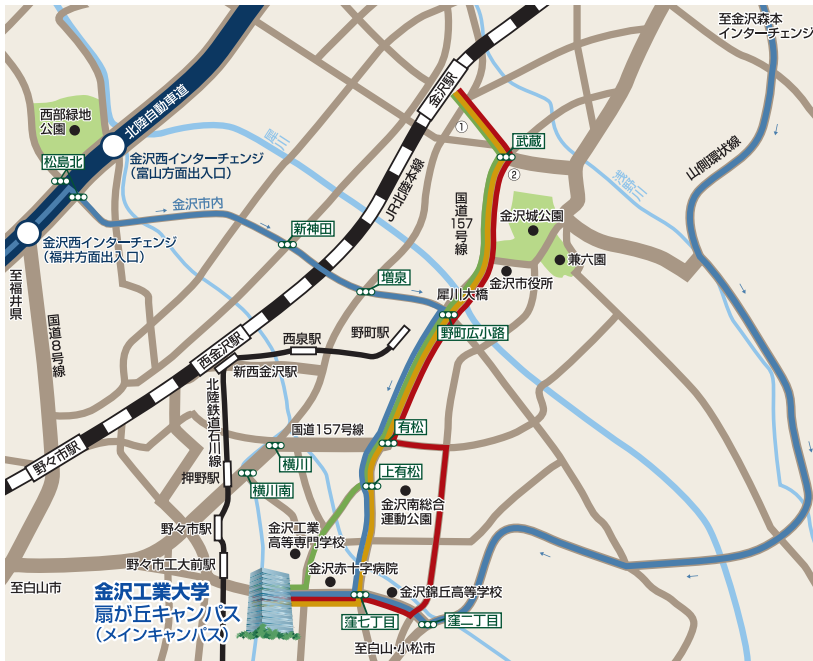 至金沢森本
インターチェンジ
金沢駅
西部緑地
公園
北陸自動車道
①
武蔵
犀川
②
山側環状線
松島北
金沢西インターチェンジ
(富山方面出入口)
浅野川
JR北陸本線
国道157号線
金沢市内
金沢城公園
新神田
金沢西インターチェンジ
(福井方面出入口)
兼六園
至福井県
増泉
金沢市役所
犀川大橋
国道8号線
西金沢駅
西泉駅
野町駅
野町広小路
新西金沢駅
北陸鉄道石川線
国道157号線
有松
野々市駅
横川
押野駅
上有松
横川南
金沢南総合
運動公園
野々市駅
金沢工業
高等専門学校
野々市工大前駅
金沢赤十字病院
至白山市
金沢工業大学
扇が丘キャンパス
(メインキャンパス)
金沢錦丘高等学校
窪七丁目
窪二丁目
至白山・小松市